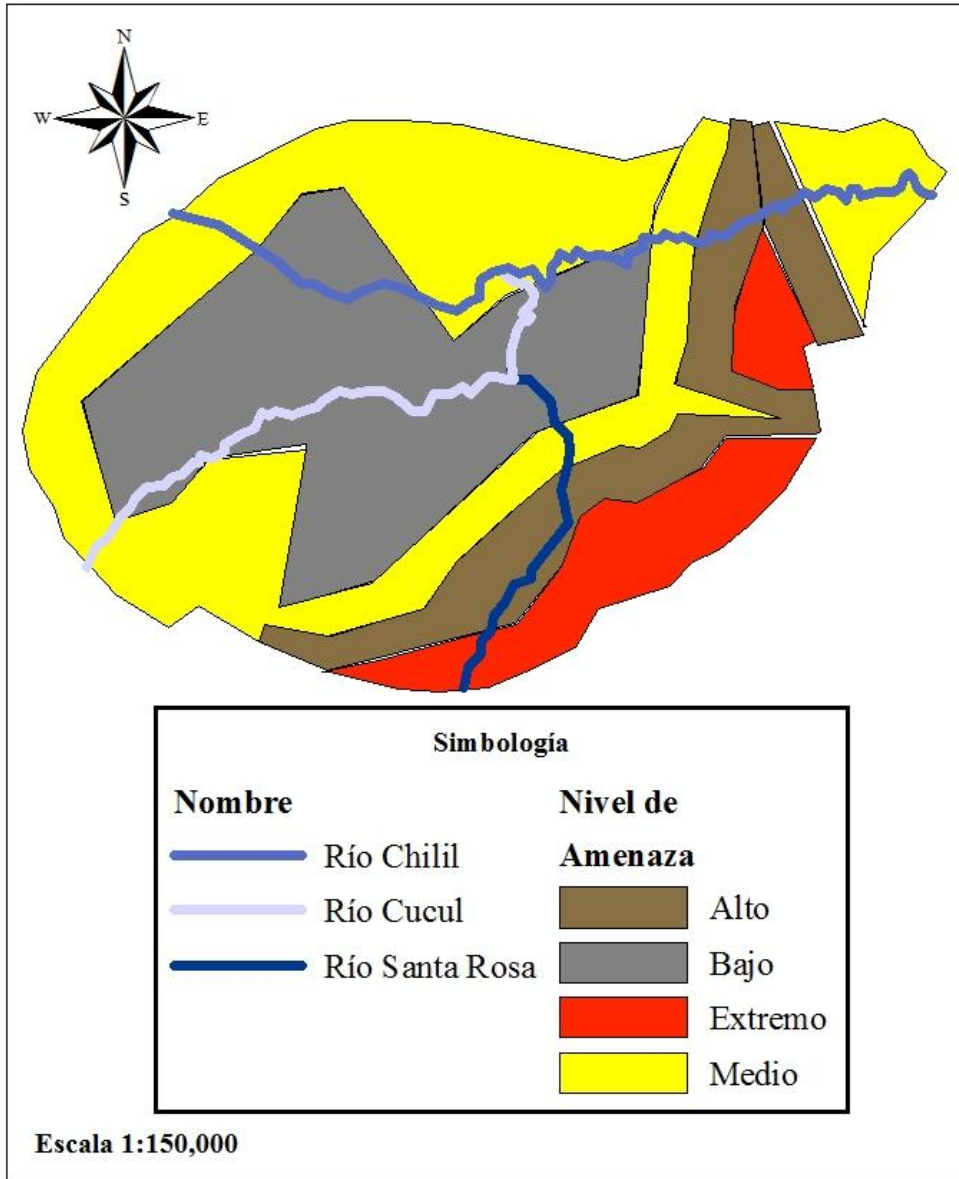 N
W E
S
Simbología
Nombre
Río Chilil
Río Cucul
Río Santa Rosa
Nivel de
Amenaza
Alto
Bajo
Extremo
Medio
Escala 1:150,000